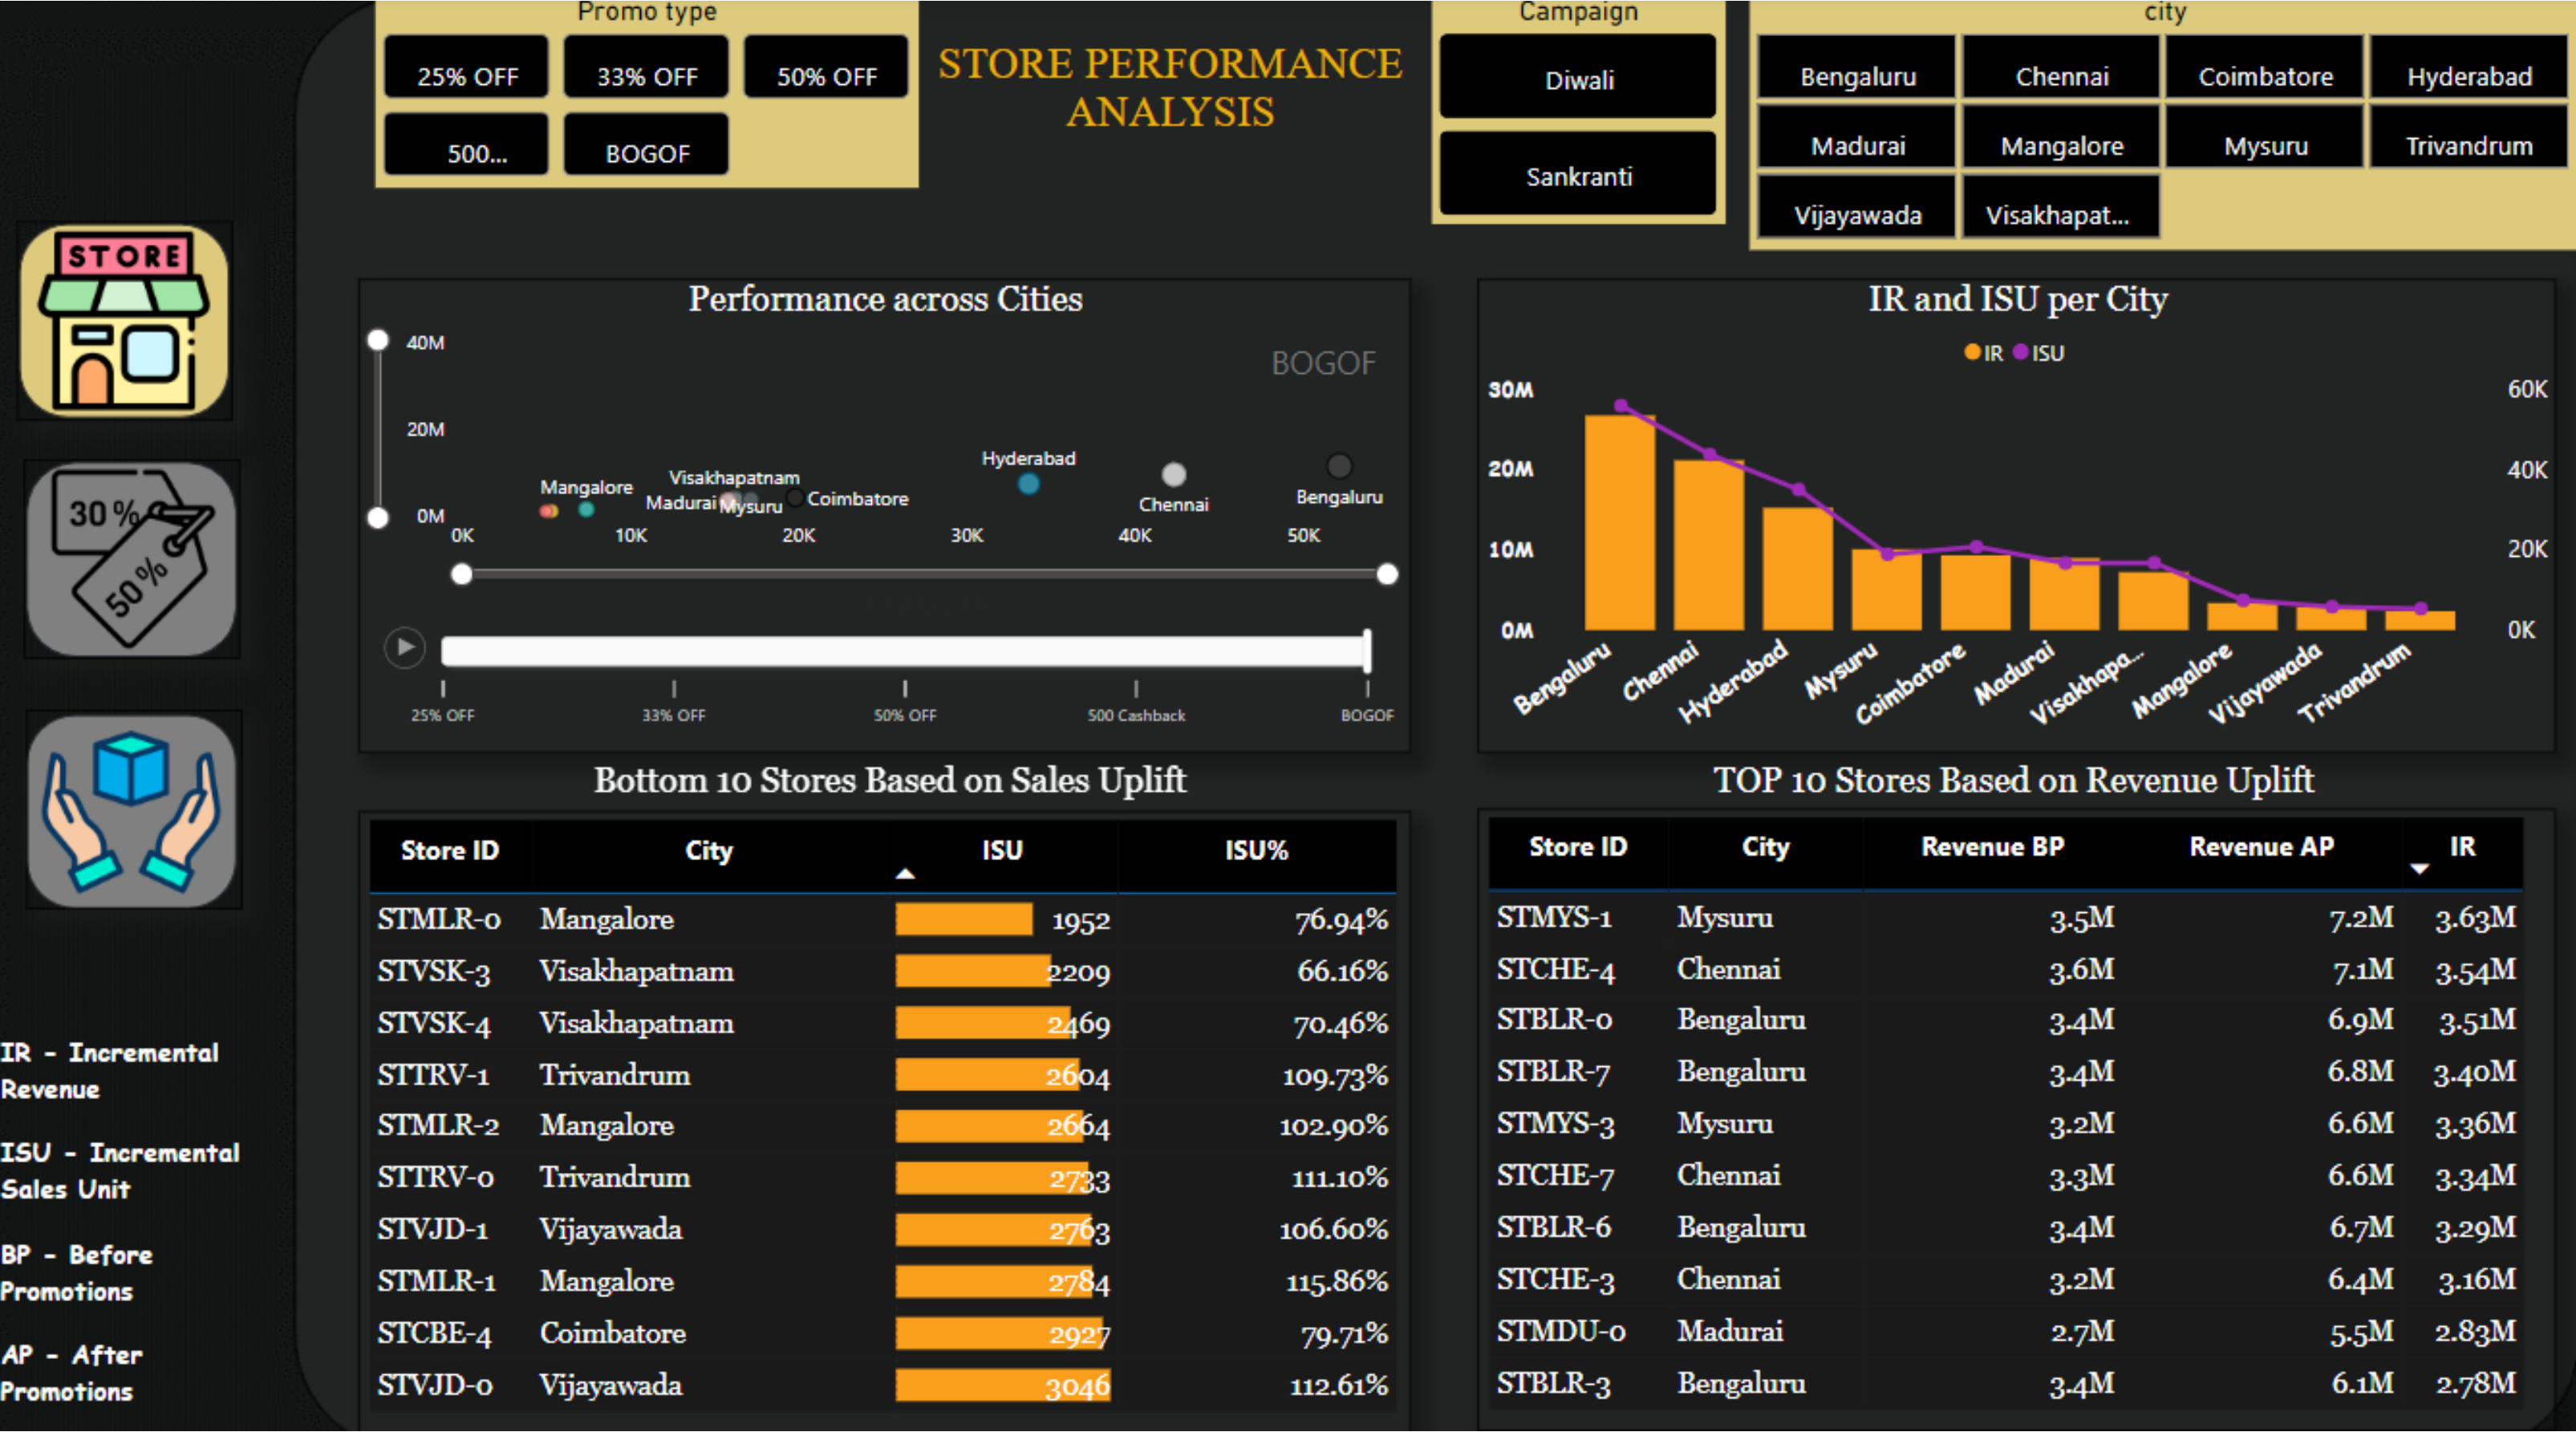 Promo type
25% OFF
33% OFF
50% OFF
500...
BOGOF
STORE PERFORMANCE
ANALYSIS
Campaign
Diwali
Sankranti
city
Bengaluru
Chennai
Coimbatore
Hyderabad
Madurai
Mangalore
Mysuru
Trivandrum
Vijayawada
Visakhapat...
STORE
30%
50%
IR - Incremental
Revenue
ISU - Incremental
Sales Unit
BP - Before
Promotions
AP - After
Promotions
Performance across Cities
BOGOF
40M
20M
0M
Mangalore
Visakhapatnam
Madurai
Mysuru
Coimbatore
Hyderabad
Chennai
Bengaluru
0K 10K 20K 30K 40K 50K
25% OFF 33% OFF 50% OFF 500 Cashback BOGOF
IR and ISU per City
IR ISU
30M
20M
10M
0M
60K
40K
20K
0K
Bengaluru
Chennai
Hyderabad
Mysuru
Coimbatore
Madurai
Visakhapa...
Mangalore
Vijayawada
Trivandrum
Bottom 10 Stores Based on Sales Uplift
Store ID City ISU ISU%
STMLR-0 Mangalore 1952 76.94%
STVSK-3 Visakhapatnam 2209 66.16%
STVSK-4 Visakhapatnam 2469 70.46%
STTRV-1 Trivandrum 2604 109.73%
STMLR-2 Mangalore 2664 102.90%
STTRV-0 Trivandrum 2733 111.10%
STVJD-1 Vijayawada 2763 106.60%
STMLR-1 Mangalore 2784 115.86%
STCBE-4 Coimbatore 2927 79.71%
STVJD-0 Vijayawada 3046 112.61%
TOP 10 Stores Based on Revenue Uplift
Store ID City Revenue BP Revenue AP IR
STMYS-1 Mysuru 3.5M 7.2M 3.63M
STCHE-4 Chennai 3.6M 7.1M 3.54M
STBLR-0 Bengaluru 3.4M 6.9M 3.51M
STBLR-7 Bengaluru 3.4M 6.8M 3.40M
STMYS-3 Mysuru 3.2M 6.6M 3.36M
STCHE-7 Chennai 3.3M 6.6M 3.34M
STBLR-6 Bengaluru 3.4M 6.7M 3.29M
STCHE-3 Chennai 3.2M 6.4M 3.16M
STMDU-0 Madurai 2.7M 5.5M 2.83M
STBLR-3 Bengaluru 3.4M 6.1M 2.78M